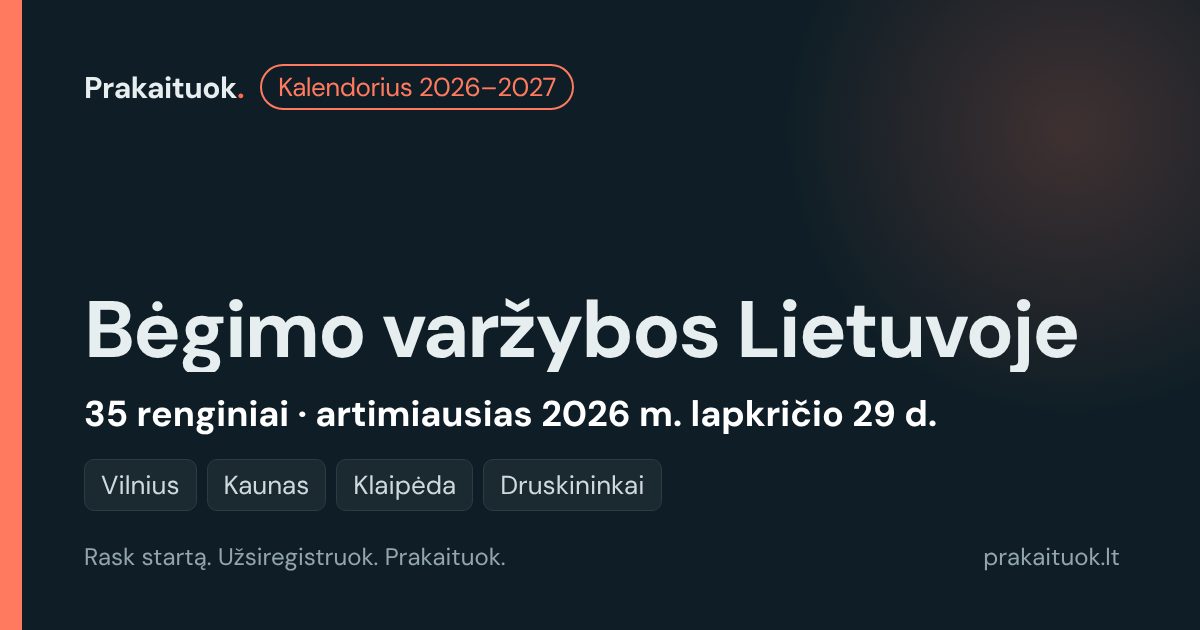 Prakaituok. Kalendorius 2026–2027
Bėgimo varžybos Lietuvoje
35 renginiai · artimiausias 2026 m. lapkričio 29 d.
Vilnius Kaunas Klaipėda Druskininkai
Rask startą. Užsiregistruok. Prakaituok. prakaituok.lt